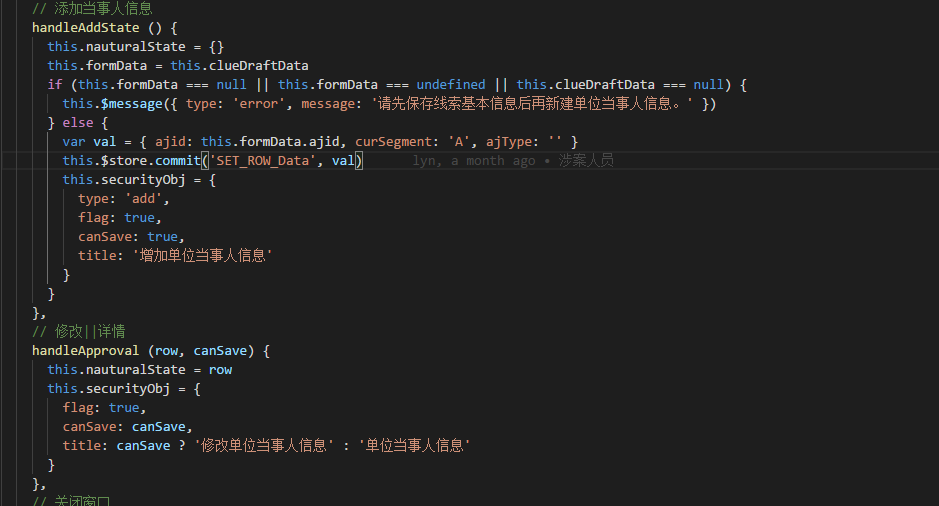 // 添加当事人信息
handleAddState () {
this.nauturalState = {}
this.formData = this.clueDraftData
if (this.formData === null || this.formData === undefined || this.clueDraftData === null) {
this.$message({ type: 'error', message: '请先保存线索基本信息后再新建单位当事人信息。' })
} else {
var val = { ajid: this.formData.ajid, curSegment: 'A', ajType: '' }
this.$store.commit('SET_ROW_Data', val) lyn, a month ago • 涉案人员
this.securityObj = {
type: 'add',
flag: true,
canSave: true,
title: '增加单位当事人信息'
}
}
},
// 修改||详情
handleApproval (row, canSave) {
this.nauturalState = row
this.securityObj = {
flag: true,
canSave: canSave,
title: canSave ? '修改单位当事人信息' : '单位当事人信息'
}
},
// 关闭窗口